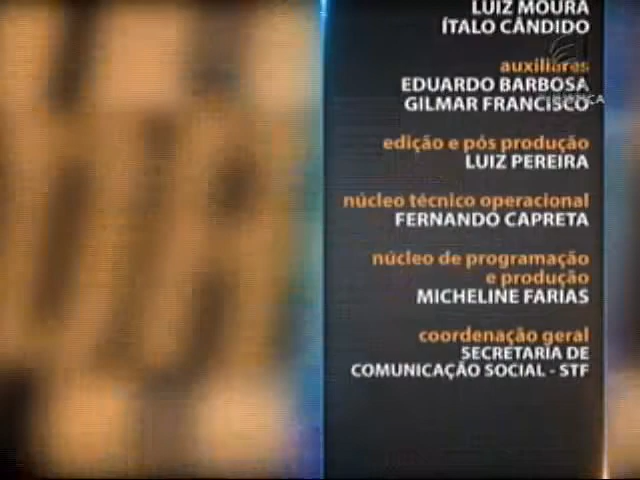 LUIZ MOURA
ÍTALO CÂNDIDO
auxiliares
EDUARDO BARBOSA
GILMAR FRANCISCO
edição e pós produção
LUIZ PEREIRA
núcleo técnico operacional
FERNANDO CAPRETA
núcleo de programação
e produção
MICHELINE FARIAS
coordenação geral
SECRETARIA DE
COMUNICAÇÃO SOCIAL - STF